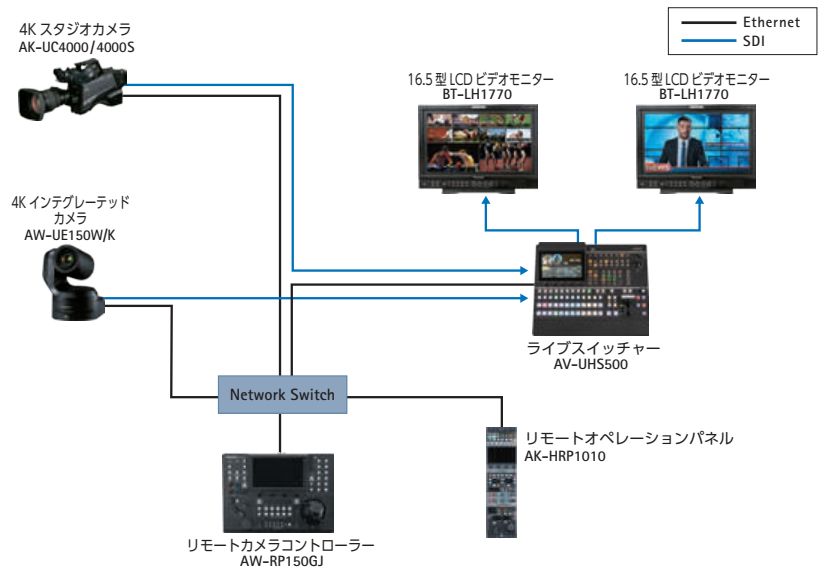 Ethernet
SDI
4K スタジオカメラ
AK-UC4000/4000S
16.5 型 LCD ビデオモニター
BT-LH1770
16.5 型 LCD ビデオモニター
BT-LH1770
4K インテグレーテッド
カメラ
AW-UE150W/K
ライブスイッチャー
AV-UHS500
Network Switch
リモートオペレーションパネル
AK-HRP1010
リモートカメラコントローラー
AW-RP150GJ